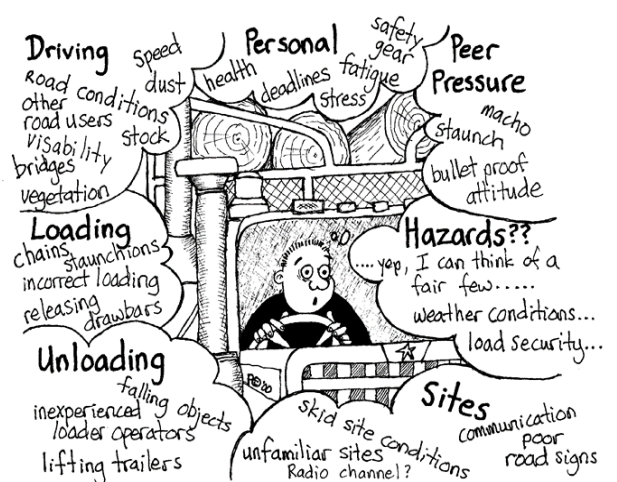 Driving
speed
dust
Road conditions
other
road users
stock
visability
bridges
vegetation
Personal
health
deadlines
fatigue
stress
safety
gear
Peer
Pressure
macho
staunch
bullet proof
attitude
Loading
chains
staunchions
incorrect loading
releasing
drawbars
Hazards??
....yep, I can think of a
fair few.....
weather conditions...
load security...
Unloading
falling objects
inexperienced
loader operators
lifting trailers
Sites
skid site conditions
unfamiliar sites
Radio channel?
communication
poor
road signs